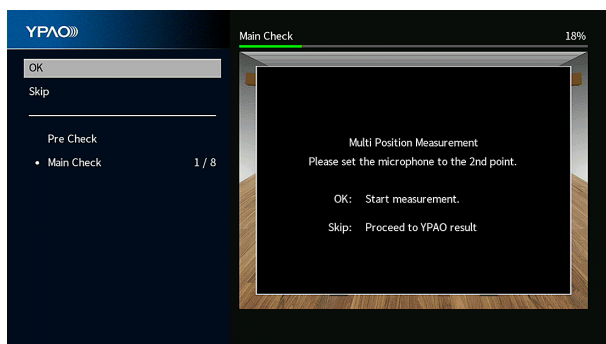 YPAO
OK
Skip
Pre Check
• Main Check 1 / 8
Main Check 18%
Multi Position Measurement
Please set the microphone to the 2nd point.
OK: Start measurement.
Skip: Proceed to YPAO result